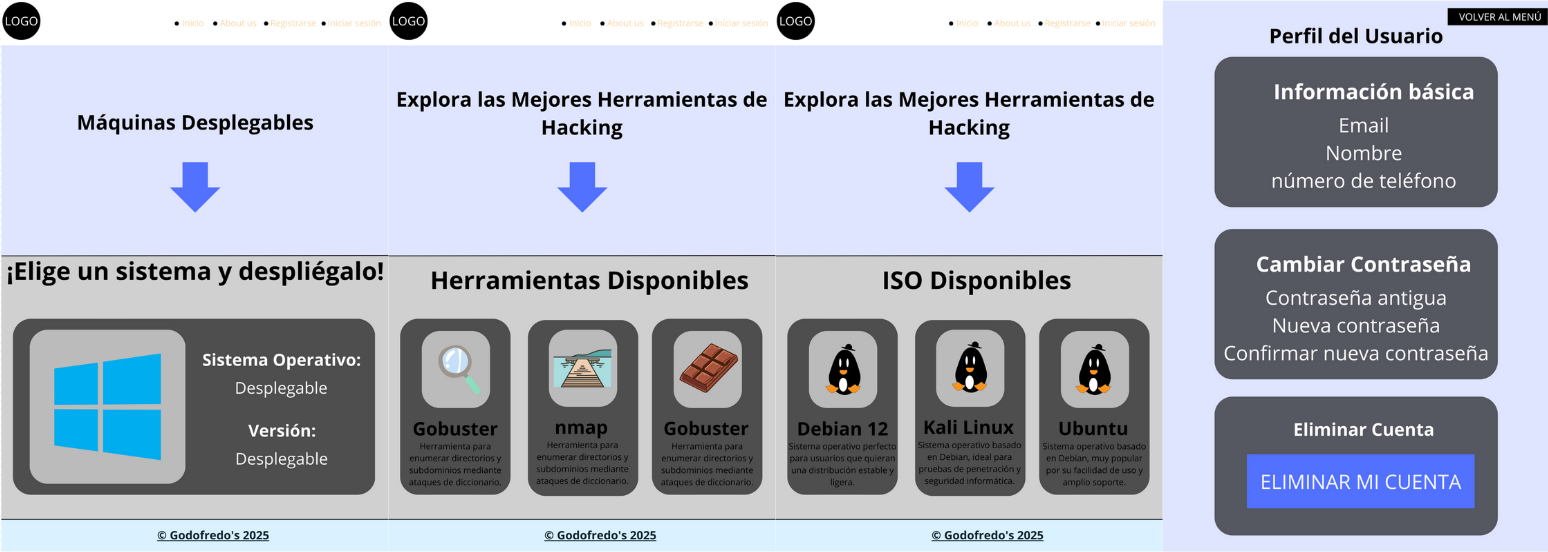 LOGO
Inicio
About us
Registrarse
Iniciar sesión
Máquinas Desplegables
¡Elige un sistema y despliégalo!
Sistema Operativo:
Desplegable
Versión:
Desplegable
© Godofredo's 2025
LOGO
Inicio
About us
Registrarse
Iniciar sesión
Explora las Mejores Herramientas de
Hacking
Herramientas Disponibles
Gobuster
Herramienta para
enumerar directorios y
subdominios mediante
ataques de diccionario.
nmap
Herramienta para
enumerar directorios y
subdominios mediante
ataques de diccionario.
Gobuster
Herramienta para
enumerar directorios y
subdominios mediante
ataques de diccionario.
© Godofredo's 2025
LOGO
Inicio
About us
Registrarse
Iniciar sesión
Explora las Mejores Herramientas de
Hacking
ISO Disponibles
Debian 12
Sistema operativo perfecto
para usuarios que quieran
una distribución estable y
ligera.
Kali Linux
Sistema operativo basado
en Debian, ideal para
pruebas de penetración y
seguridad informática.
Ubuntu
Sistema operativo basado
en Debian, muy popular
por su facilidad de uso y
amplio soporte.
© Godofredo's 2025
VOLVER AL MENÚ
Perfil del Usuario
Información básica
Email
Nombre
número de teléfono
Cambiar Contraseña
Contraseña antigua
Nueva contraseña
Confirmar nueva contraseña
Eliminar Cuenta
ELIMINAR MI CUENTA